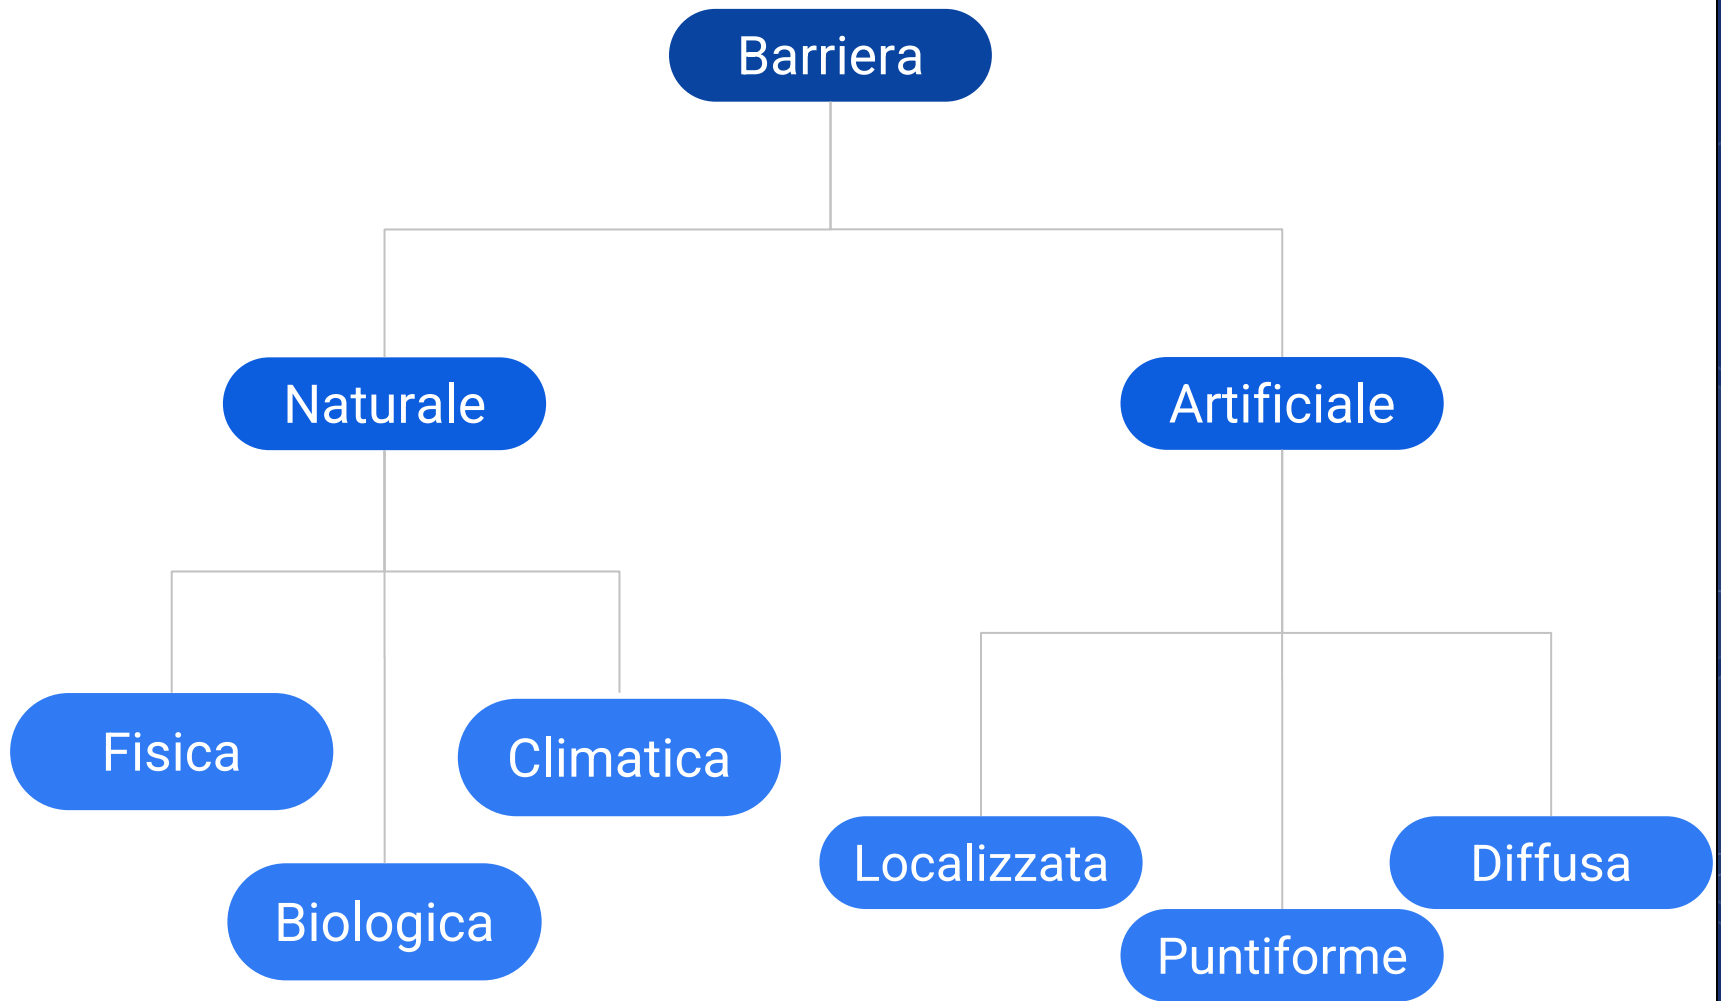 Barriera
Naturale
Artificiale
Fisica
Climatica
Biologica
Localizzata
Diffusa
Puntiforme